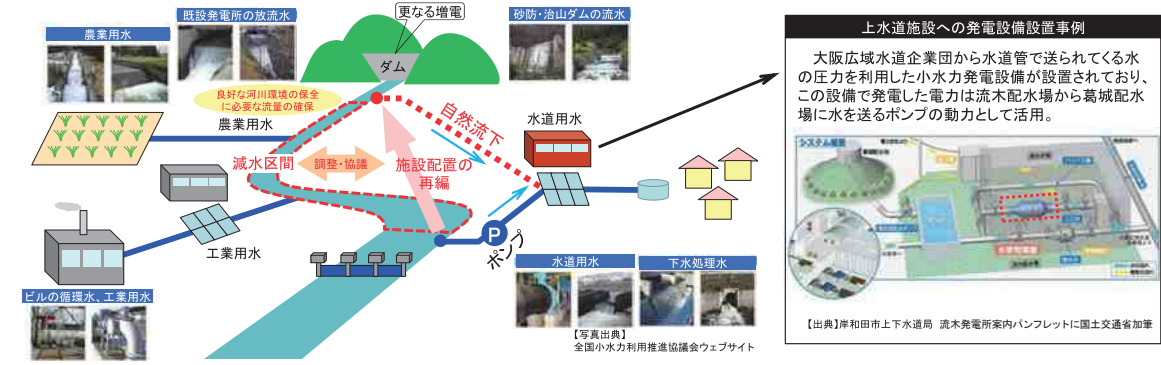 既設発電所の放流水
農業用水
更なる増電
ダム
砂防・治山ダムの流水
良好な河川環境の保全
に必要な流量の確保
農業用水
減水区間
調整・協議
施設配置の
再編
自然流下
水道用水
工業用水
P
ポンプ
ビルの循環水、工業用水
水道用水
下水処理水
【写真出典】
全国小水力利用推進協議会ウェブサイト
上水道施設への発電設備設置事例
大阪広域水道企業団から水道管で送られてくる水
の圧力を利用した小水力発電設備が設置されており、
この設備で発電した電力は流木配水場から葛城配水
場に水を送るポンプの動力として活用。
システム概要
【出典】岸和田市上下水道局 流木発電所案内パンフレットに国土交通省加筆